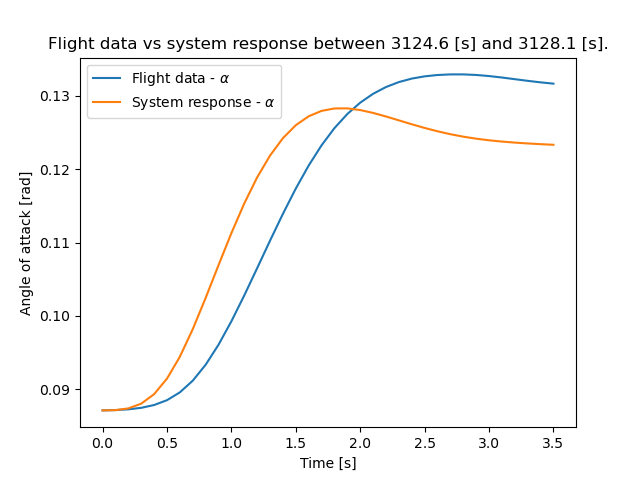 Flight data vs system response between 3124.6 [s] and 3128.1 [s].
Flight data - α
System response - α
0.13
0.12
0.11
0.10
0.09
Angle of attack [rad]
0.0 0.5 1.0 1.5 2.0 2.5 3.0 3.5
Time [s]